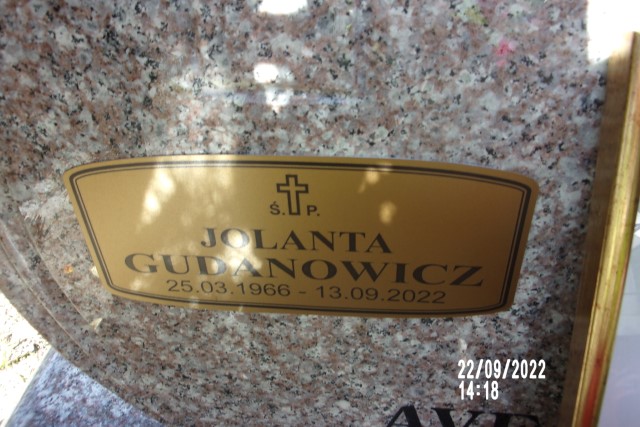 Ś. P.
JOLANTA
GUDANOWICZ
25.03.1966 - 13.09.2022
22/09/2022
14:18